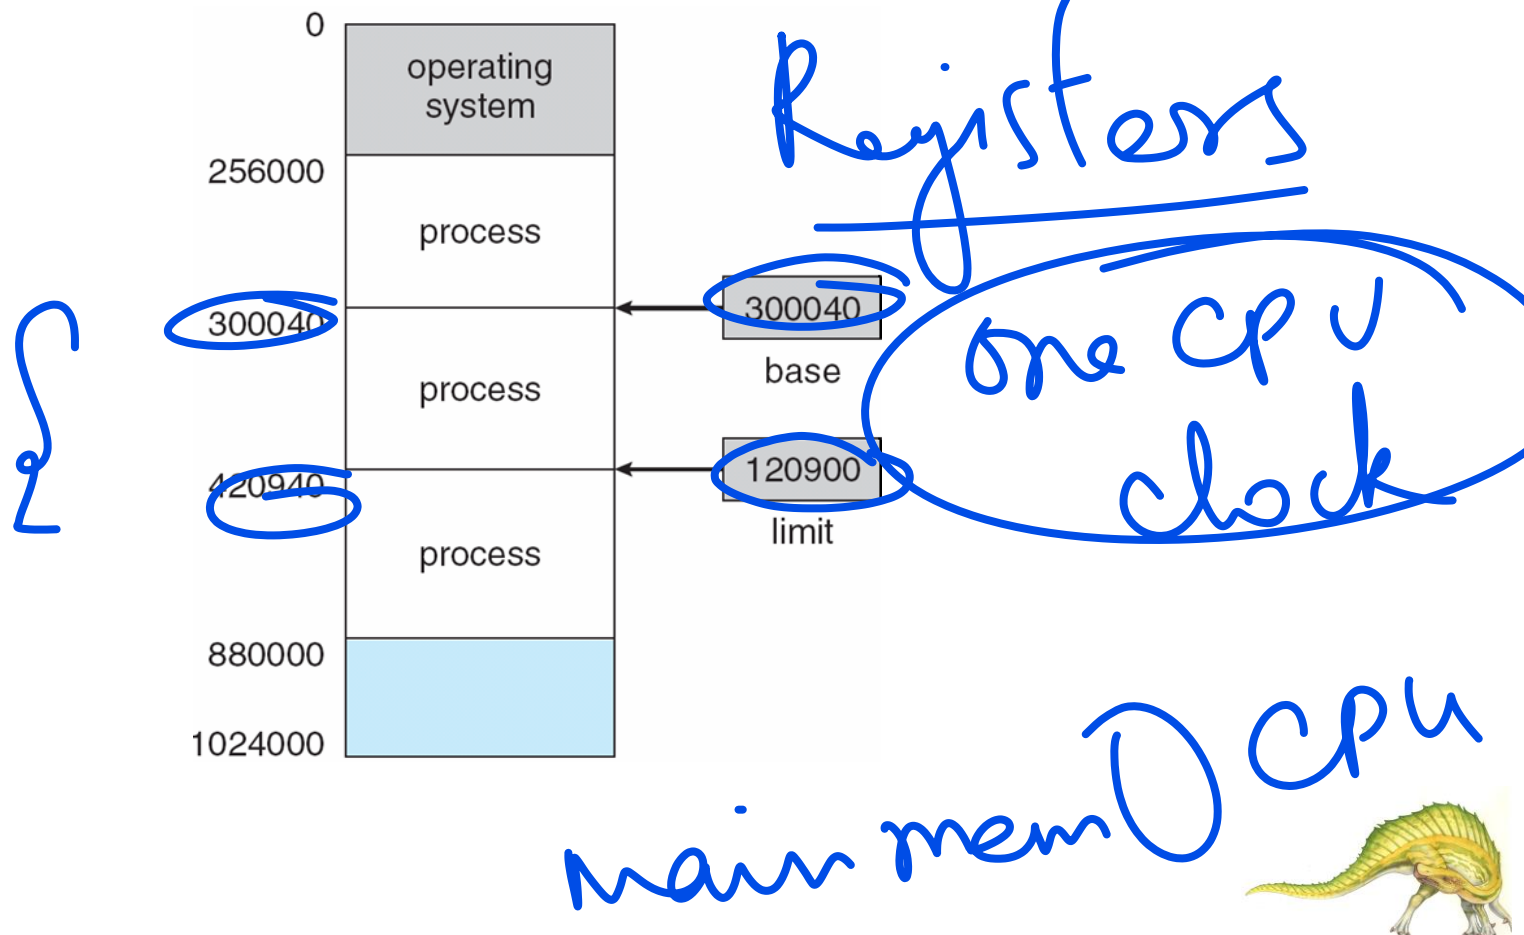 0
operating
system
Registers
256000
process
300040
300040
base
one CPU
process
120900
420940
clock
limit
process
880000
CPU
1024000
main mem